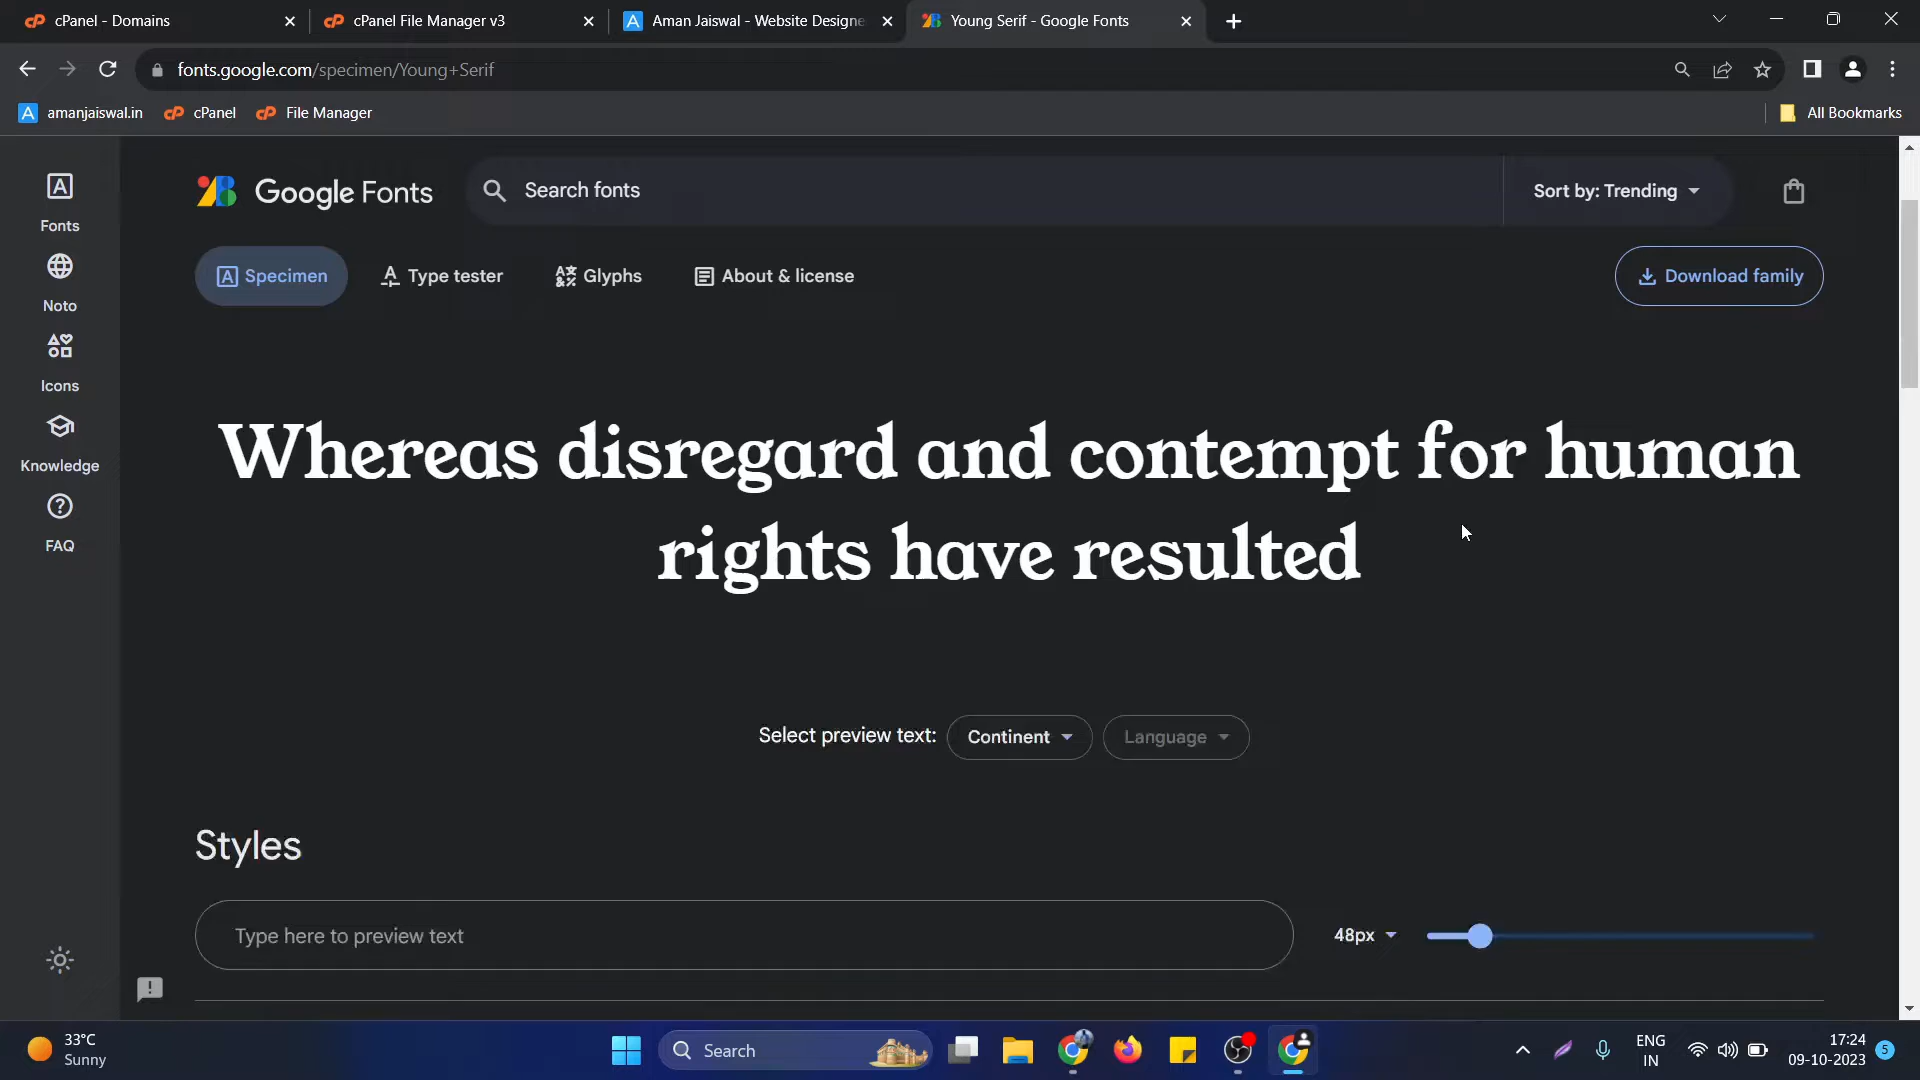 cPanel - Domains
cPanel File Manager v3
Aman Jaiswal - Website Designe
Young Serif - Google Fonts
fonts.google.com/specimen/Young+Serif
amanjaiswal.in
cPanel
File Manager
All Bookmarks
Google Fonts
Search fonts
Sort by: Trending
Fonts
Noto
Icons
Knowledge
FAQ
Specimen
Type tester
Glyphs
About & license
Download family
Whereas disregard and contempt for human
rights have resulted
Select preview text:
Continent
Language
Styles
Type here to preview text
48px
33°C
Sunny
Search
ENG
IN
17:24
09-10-2023
5